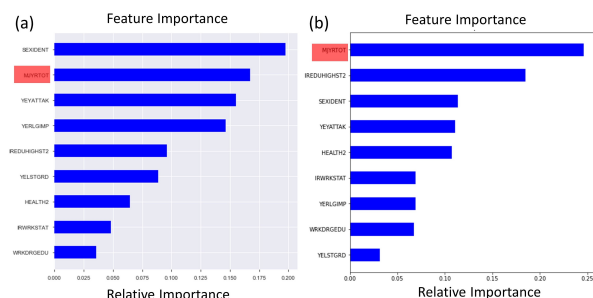 (a)
Feature Importance
SEXIDENT
MJYRTOT
YEYATTAK
YERLGIMP
IREDUHIGHST2
YELSTGRD
HEALTH2
IRWRKSTAT
WRKDRGEDU
0.000 0.025 0.050 0.075 0.100 0.125 0.150 0.175 0.200
Relative Importance
(b)
Feature Importance
MJYRTOT
IREDUHIGHST2
SEXIDENT
YEYATTAK
HEALTH2
IRWRKSTAT
YERLGIMP
WRKDRGEDU
YELSTGRD
0.00 0.05 0.10 0.15 0.20 0.25
Relative Importance